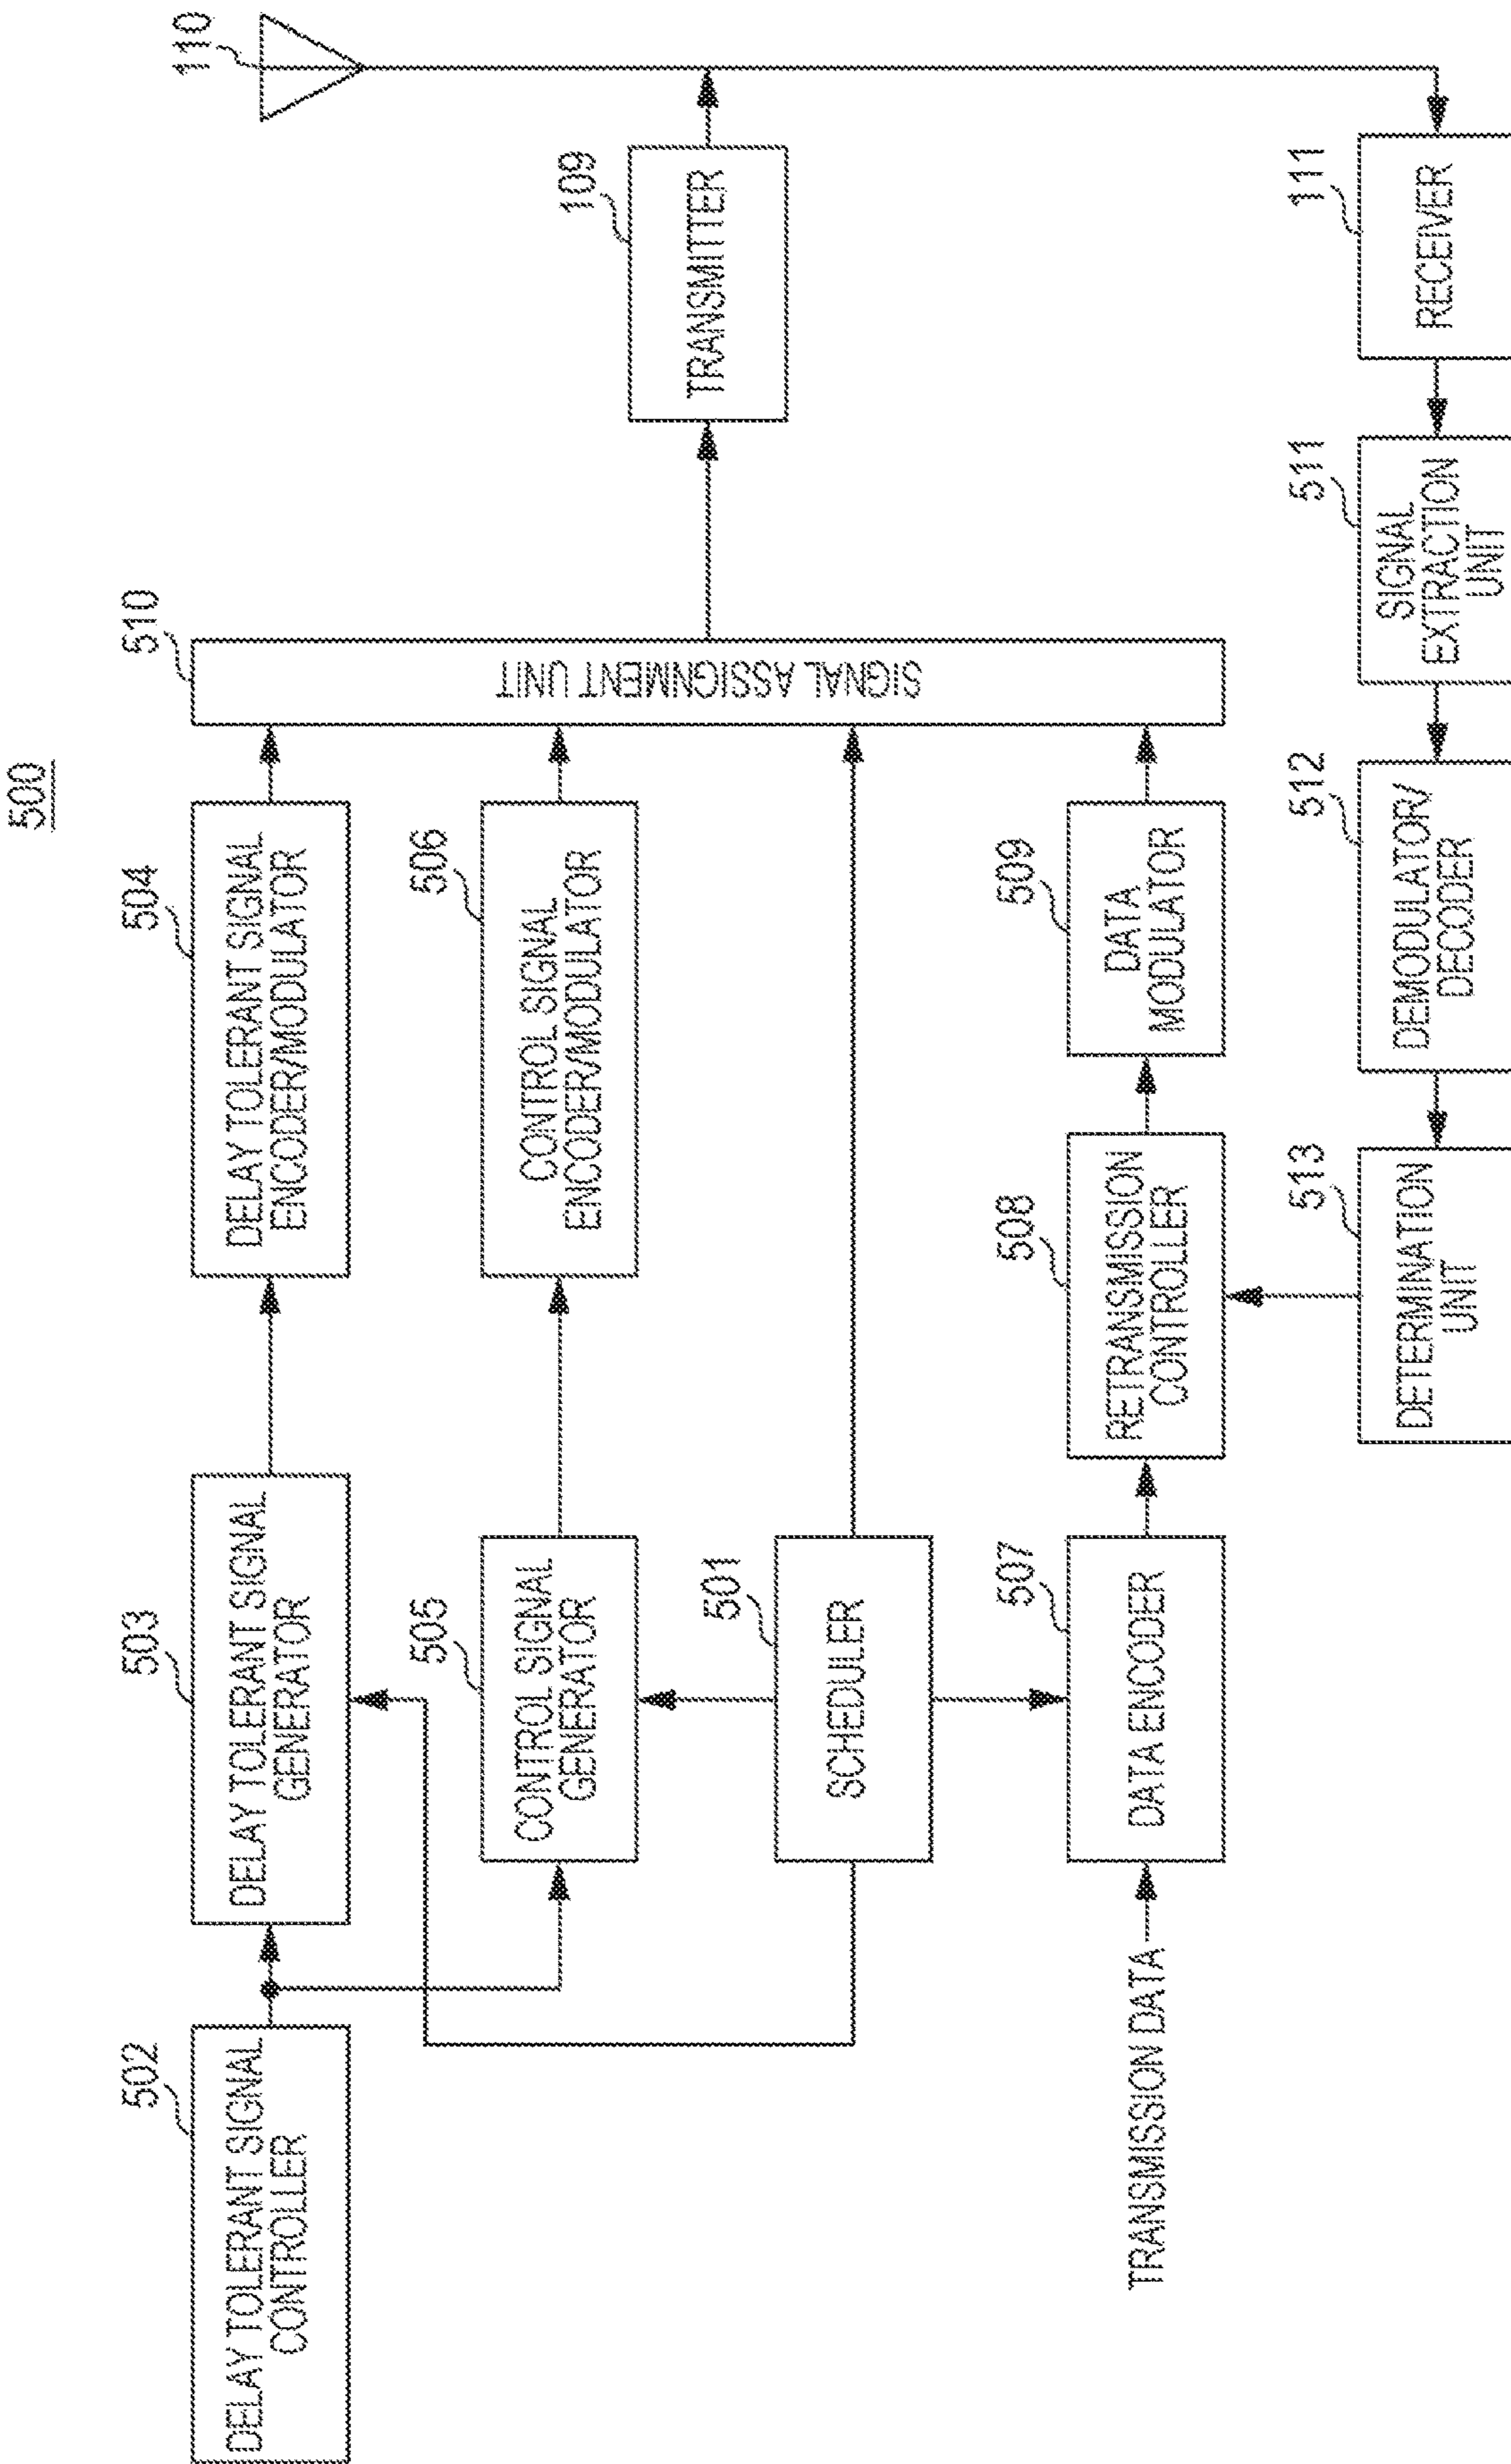 500
502
DELAY TOLERANT SIGNAL
CONTROLLER
503
DELAY TOLERANT SIGNAL
GENERATOR
504
DELAY TOLERANT SIGNAL
ENCODER/MODULATOR
510
SIGNAL ASSIGNMENT UNIT
110
505
CONTROL SIGNAL
GENERATOR
506
CONTROL SIGNAL
ENCODER/MODULATOR
109
TRANSMITTER
501
SCHEDULER
TRANSMISSION DATA
507
DATA ENCODER
508
RETRANSMISSION
CONTROLLER
509
DATA
MODULATOR
513
DETERMINATION
UNIT
512
DEMODULATOR/
DECODER
511
SIGNAL
EXTRACTION
UNIT
111
RECEIVER